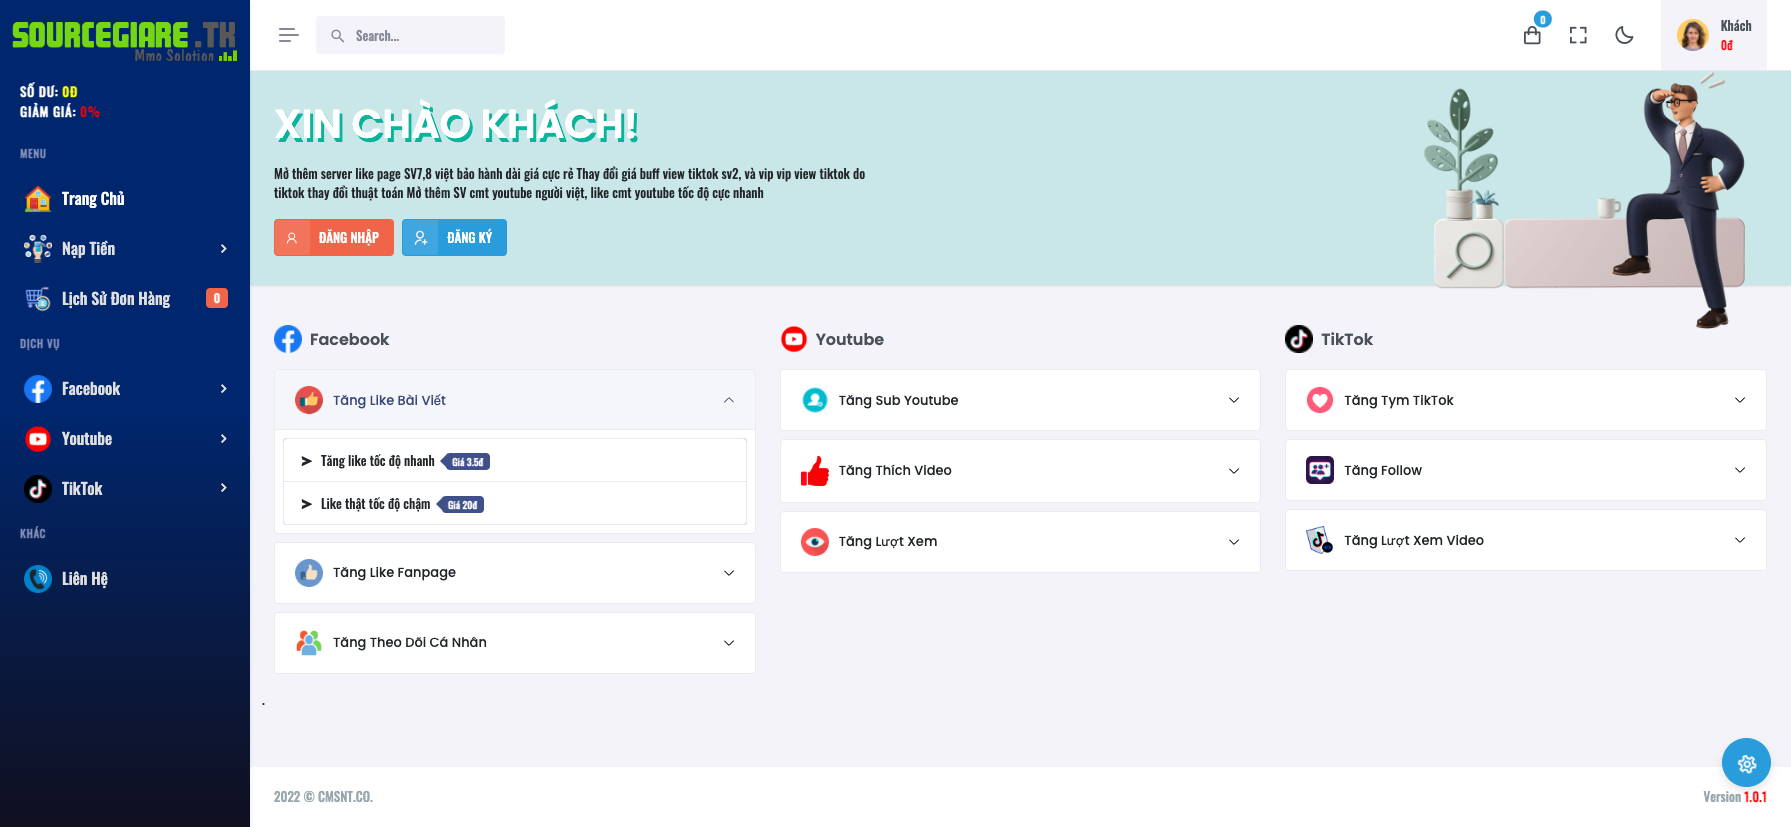 SOURCEGIARE.TK
Mmo Solution
SỐ DƯ: 0Đ
GIẢM GIÁ: 0%
MENU
Trang Chủ
Nạp Tiền
Lịch Sử Đơn Hàng 0
DỊCH VỤ
Facebook
Youtube
TikTok
KHÁC
Liên Hệ
Search...
0
Khách
0đ
XIN CHÀO KHÁCH!
Mở thêm server like page SV7,8 việt bảo hành dài giá cực rẻ Thay đổi giá buff view tiktok sv2, và vip vip view tiktok do
tiktok thay đổi thuật toán Mở thêm SV cmt youtube người việt, like cmt youtube tốc độ cực nhanh
ĐĂNG NHẬP
ĐĂNG KÝ
Facebook
Tăng Like Bài Viết
Tăng like tốc độ nhanh Giá 3.5đ
Like thật tốc độ chậm Giá 20đ
Tăng Like Fanpage
Tăng Theo Dõi Cá Nhân
Youtube
Tăng Sub Youtube
Tăng Thích Video
Tăng Lượt Xem
TikTok
Tăng Tym TikTok
Tăng Follow
Tăng Lượt Xem Video
.
2022 © CMSNT.CO.
Version 1.0.1